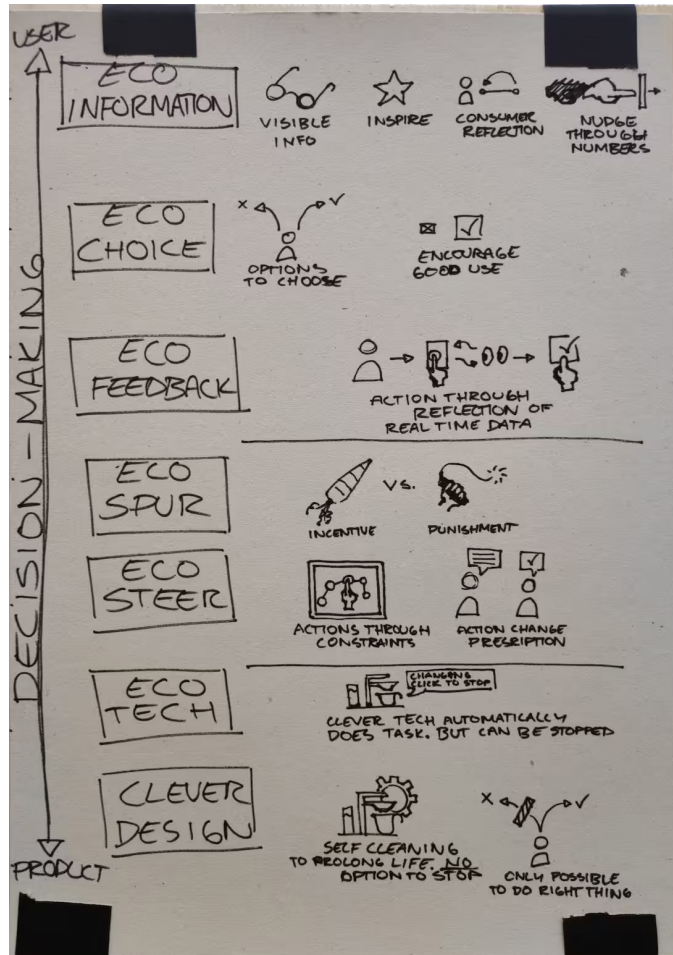 USER
DECISION-MAKING
PRODUCT
ECO
INFORMATION
VISIBLE
INFO
INSPIRE
CONSUMER
REFLECTION
NUDGE
THROUGH
NUMBERS
ECO
CHOICE
OPTIONS
TO CHOOSE
ENCOURAGE
GOOD USE
ECO
FEEDBACK
ACTION THROUGH
REFLECTION OF
REAL TIME DATA
ECO
SPUR
INCENTIVE
VS.
PUNISHMENT
ECO
STEER
ACTIONS THROUGH
CONSTRAINTS
ACTION CHANGE
PRESRIPTION
ECO
TECH
CHANGING
CLICK TO STOP
CLEVER TECH AUTOMATICALLY
DOES TASK. BUT CAN BE STOPPED
CLEVER
DESIGN
SELF CLEANING
TO PROLONG LIFE. NO
OPTION TO STOP
ONLY POSSIBLE
TO DO RIGHT THING